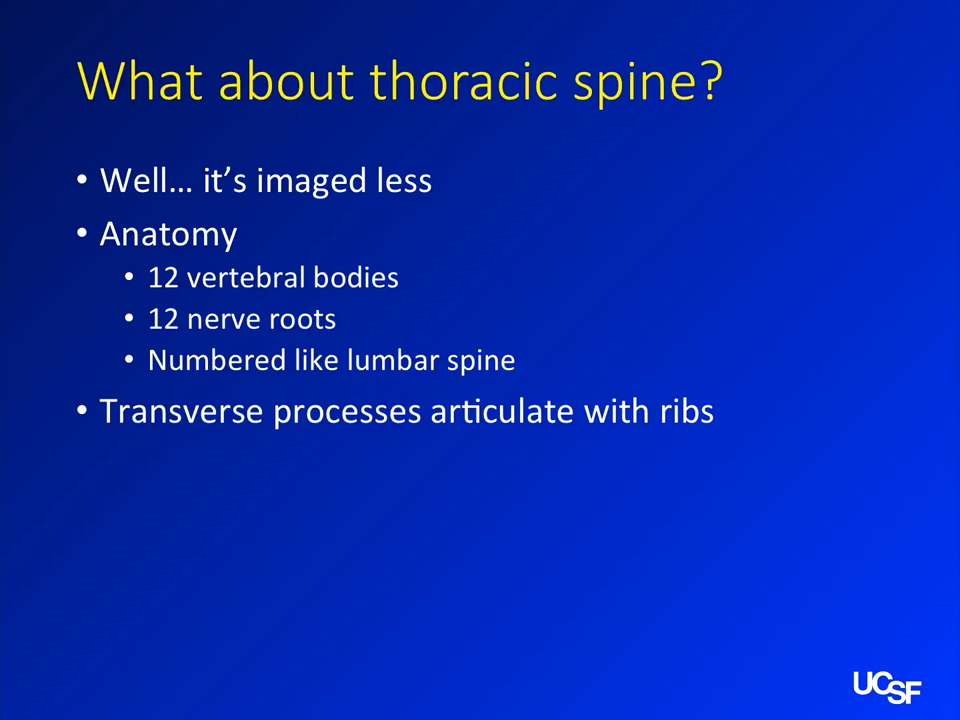 What about thoracic spine?
• Well… it’s imaged less
• Anatomy
• 12 vertebral bodies
• 12 nerve roots
• Numbered like lumbar spine
• Transverse processes articulate with ribs
UCSF